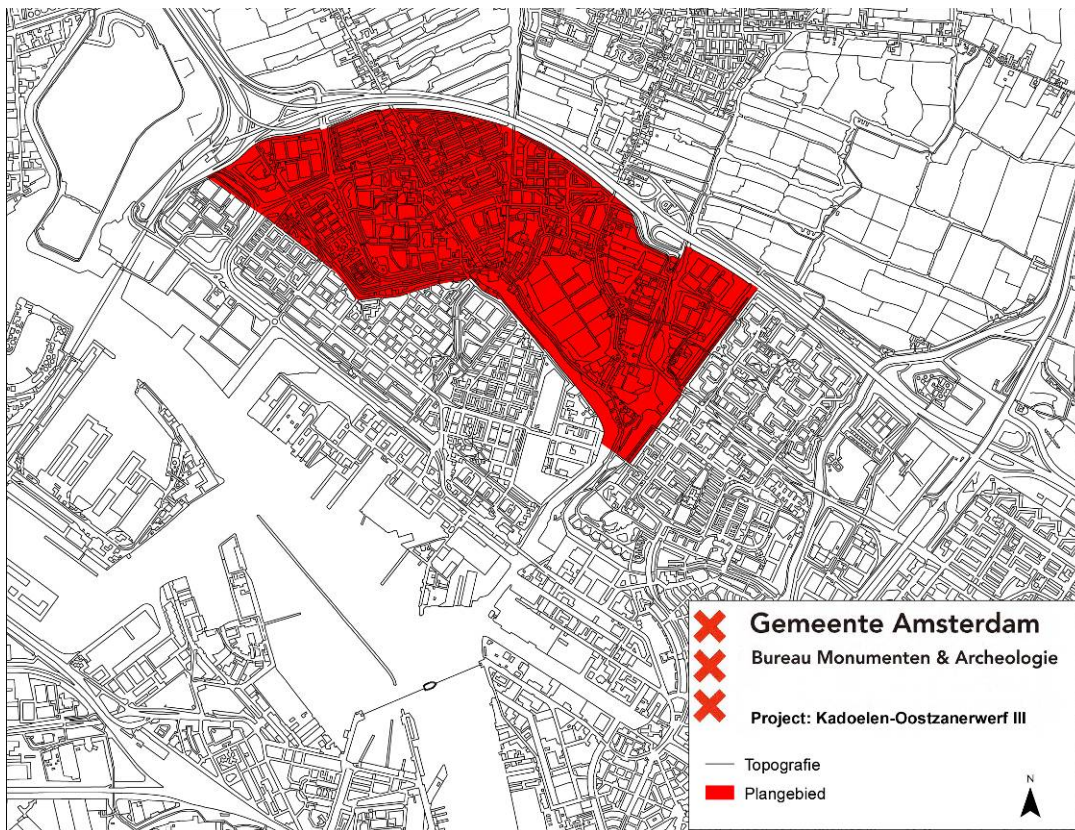 Gemeente Amsterdam
Bureau Monumenten & Archeologie
Project: Kadoelen-Oostzanerwerf III
Topografie
Plangebied
N